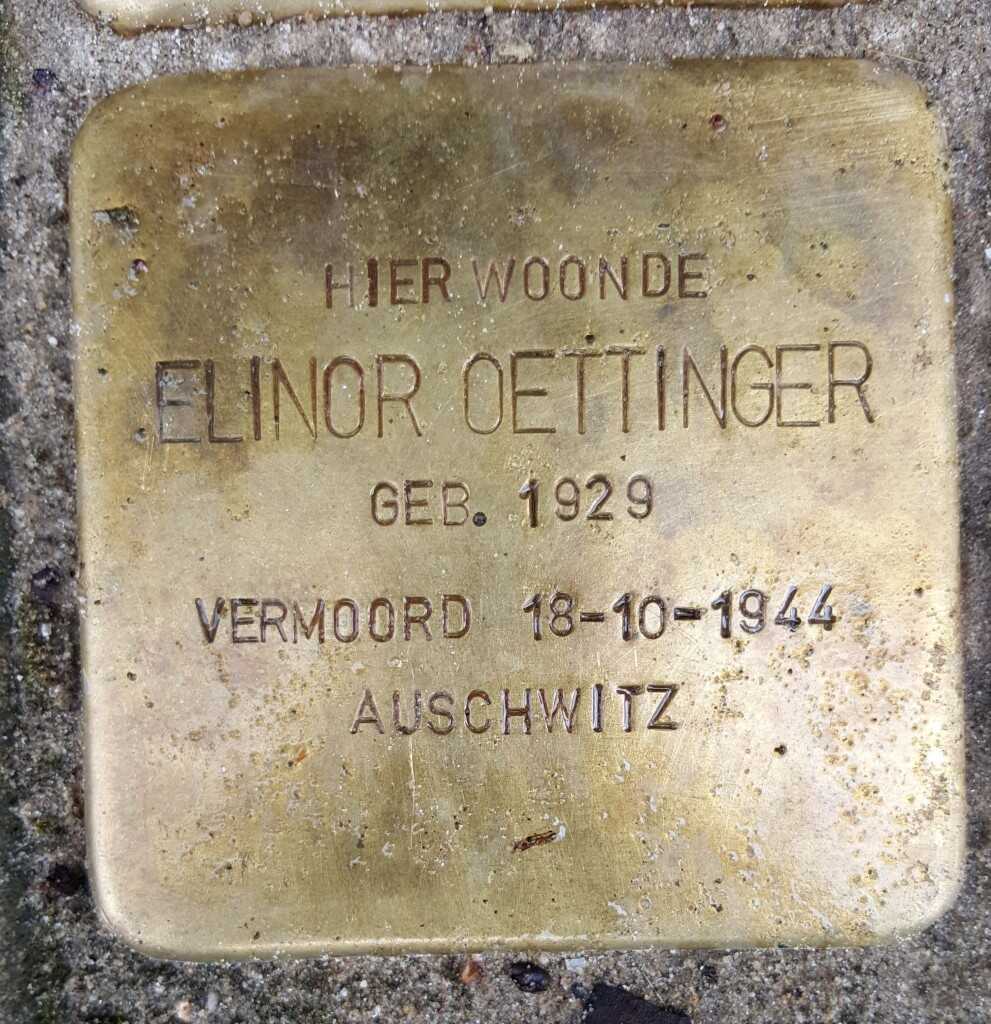 HIER WOONDE
ELINOR OETTINGER
GEB. 1929
VERMOORD 18-10-1944
AUSCHWITZ